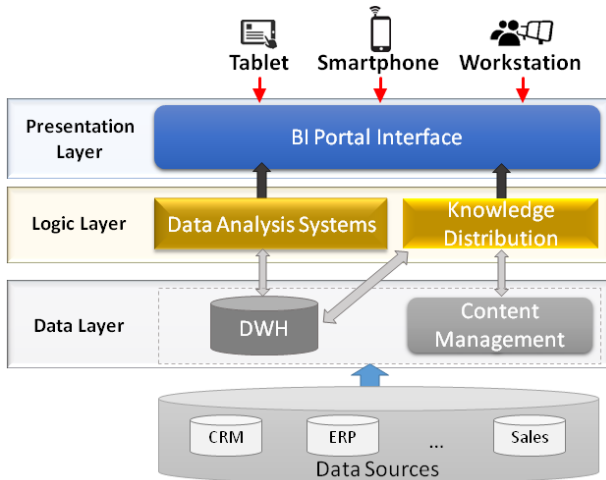 Tablet
Smartphone
Workstation
Presentation
Layer
BI Portal Interface
Logic Layer
Data Analysis Systems
Knowledge
Distribution
Data Layer
DWH
Content
Management
CRM
ERP
...
Sales
Data Sources